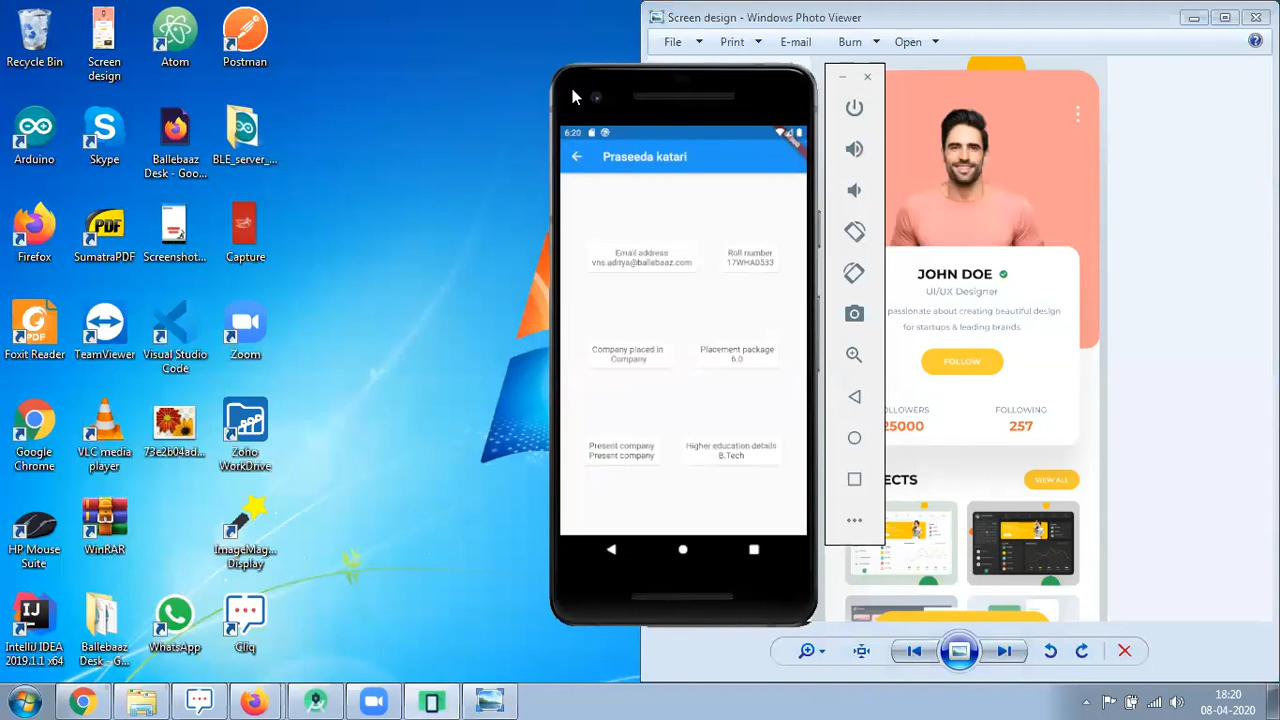 Recycle Bin
Screen design
Atom
Postman
Arduino
Skype
Ballebaaz Desk - Goo...
BLE_server_...
Firefox
SumatraPDF
Screenshot...
Capture
Foxit Reader
TeamViewer
Visual Studio Code
Zoom
Google Chrome
VLC media player
73e2b04ad...
Zoho WorkDrive
HP Mouse Suite
WinRAR
ImageMag... Display
IntelliJ IDEA 2019.1.1 x64
Ballebaaz Desk - G...
WhatsApp
Cliq
Screen design - Windows Photo Viewer
File
Print
E-mail
Burn
Open
6:20
Praseeda katari
Email address
vns.aditya@ballebaaz.com
Roll number
17WHA0533
Company placed in
Company
Placement package
6.0
Present company
Present company
Higher education details
B.Tech
JOHN DOE
UI/UX Designer
passionate about creating beautiful design
for startups & leading brands.
FOLLOW
OLLOWERS
25000
FOLLOWING
257
ECTS
VIEW ALL
18:20
08-04-2020